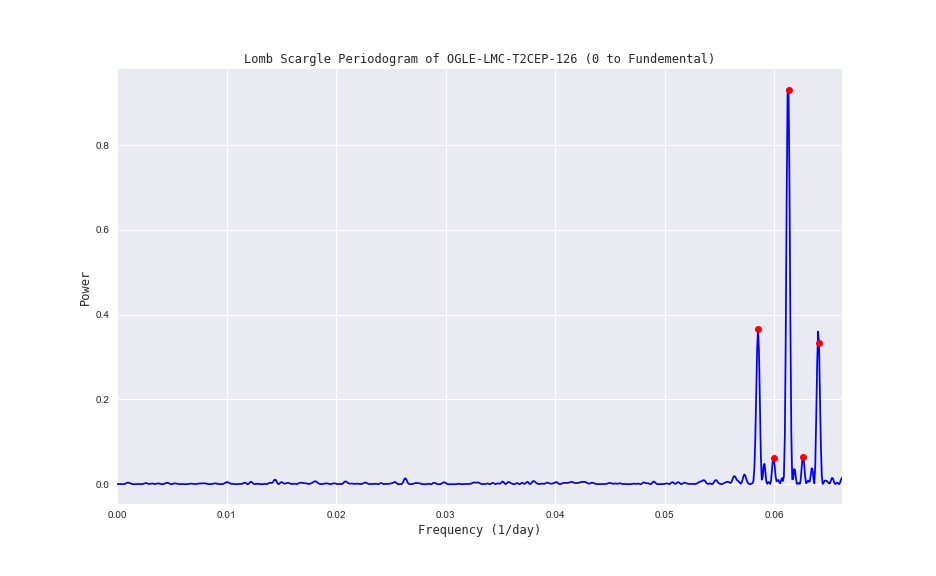 Lomb Scargle Periodogram of OGLE-LMC-T2CEP-126 (0 to Fundemental)
0.8
0.6
0.4
0.2
0.0
Power
0.00 0.01 0.02 0.03 0.04 0.05 0.06
Frequency (1/day)